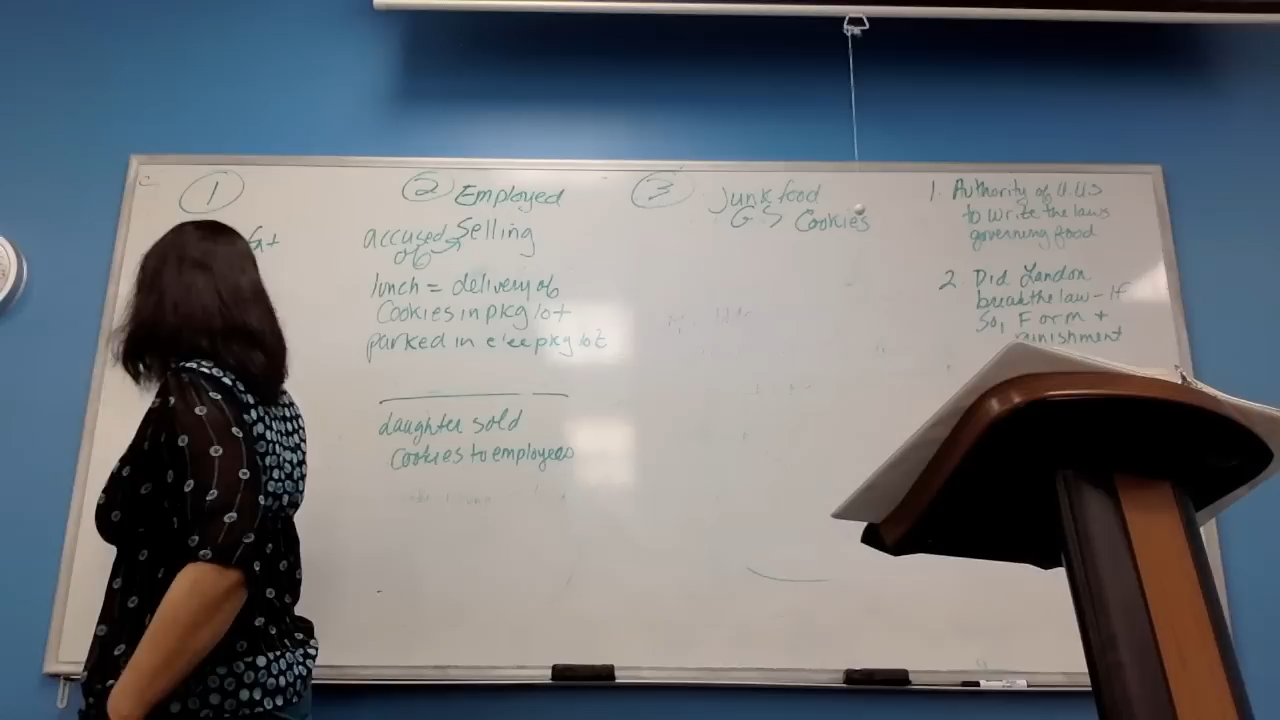 1
2 Employed
accused Selling
of
lunch = delivery of
Cookies in pkg lot
parked in e'ee pkg lot
daughter sold
Cookies to employees
3 Junk food
GS Cookies
1. Authority of
to write the laws
governing food
2. Did Landon
break the law - If
So, Form +
punishment